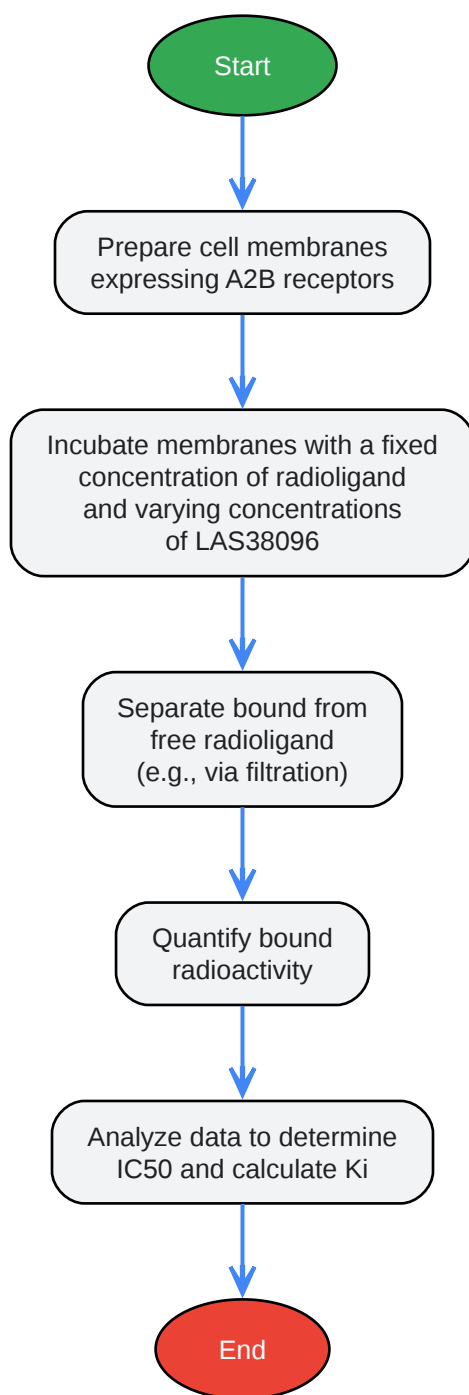 Start
Prepare cell membranes
expressing A2B receptors
Incubate membranes with a fixed
concentration of radioligand
and varying concentrations
of LAS38096
Separate bound from
free radioligand
(e.g., via filtration)
Quantify bound
radioactivity
Analyze data to determine
IC50 and calculate Ki
End